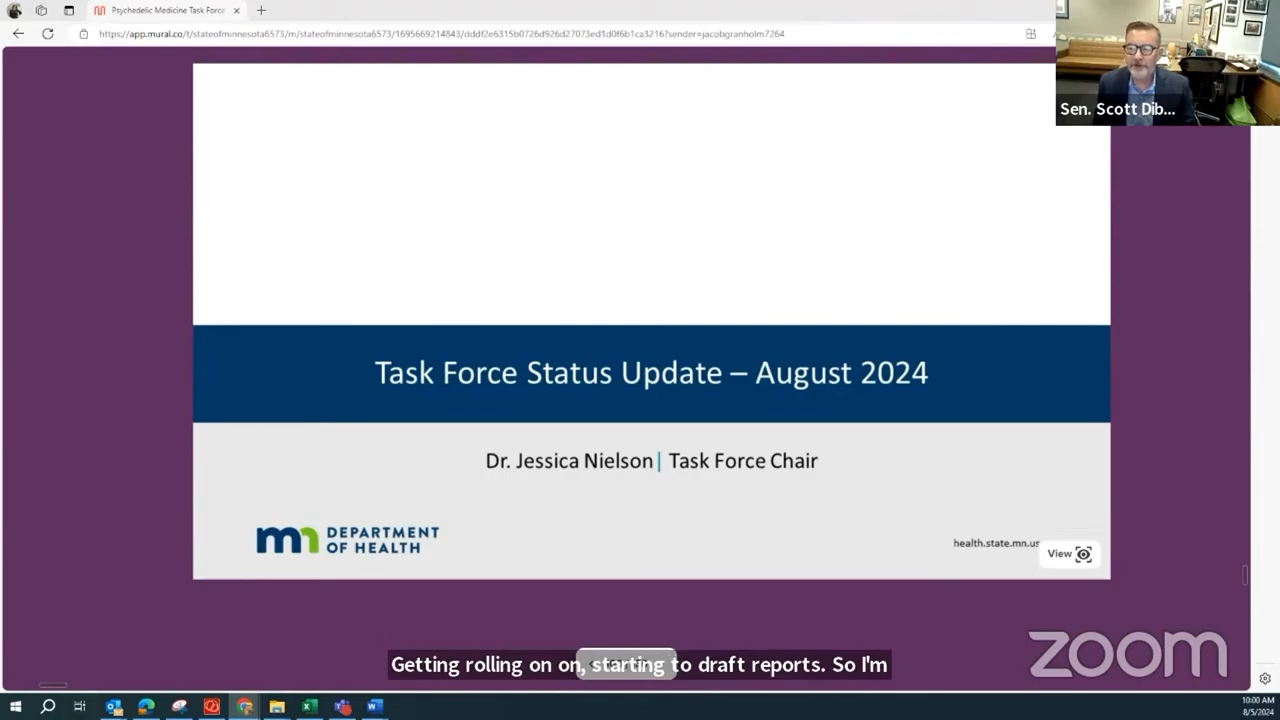 Psychedelic Medicine Task Force
https://app.mural.co/t/stateofminnesota6573/m/stateofminnesota6573/1695669214843/dddf2e6315b0726d926d27073ed1d0f6b1ca3216?sender=jacobgranholm7264
Sen. Scott Dib...
Task Force Status Update – August 2024
Dr. Jessica Nielson| Task Force Chair
mn DEPARTMENT
OF HEALTH
health.state.mn.us
View
Getting rolling on on, starting to draft reports. So I'm
zoom
10:00 AM
8/5/2024